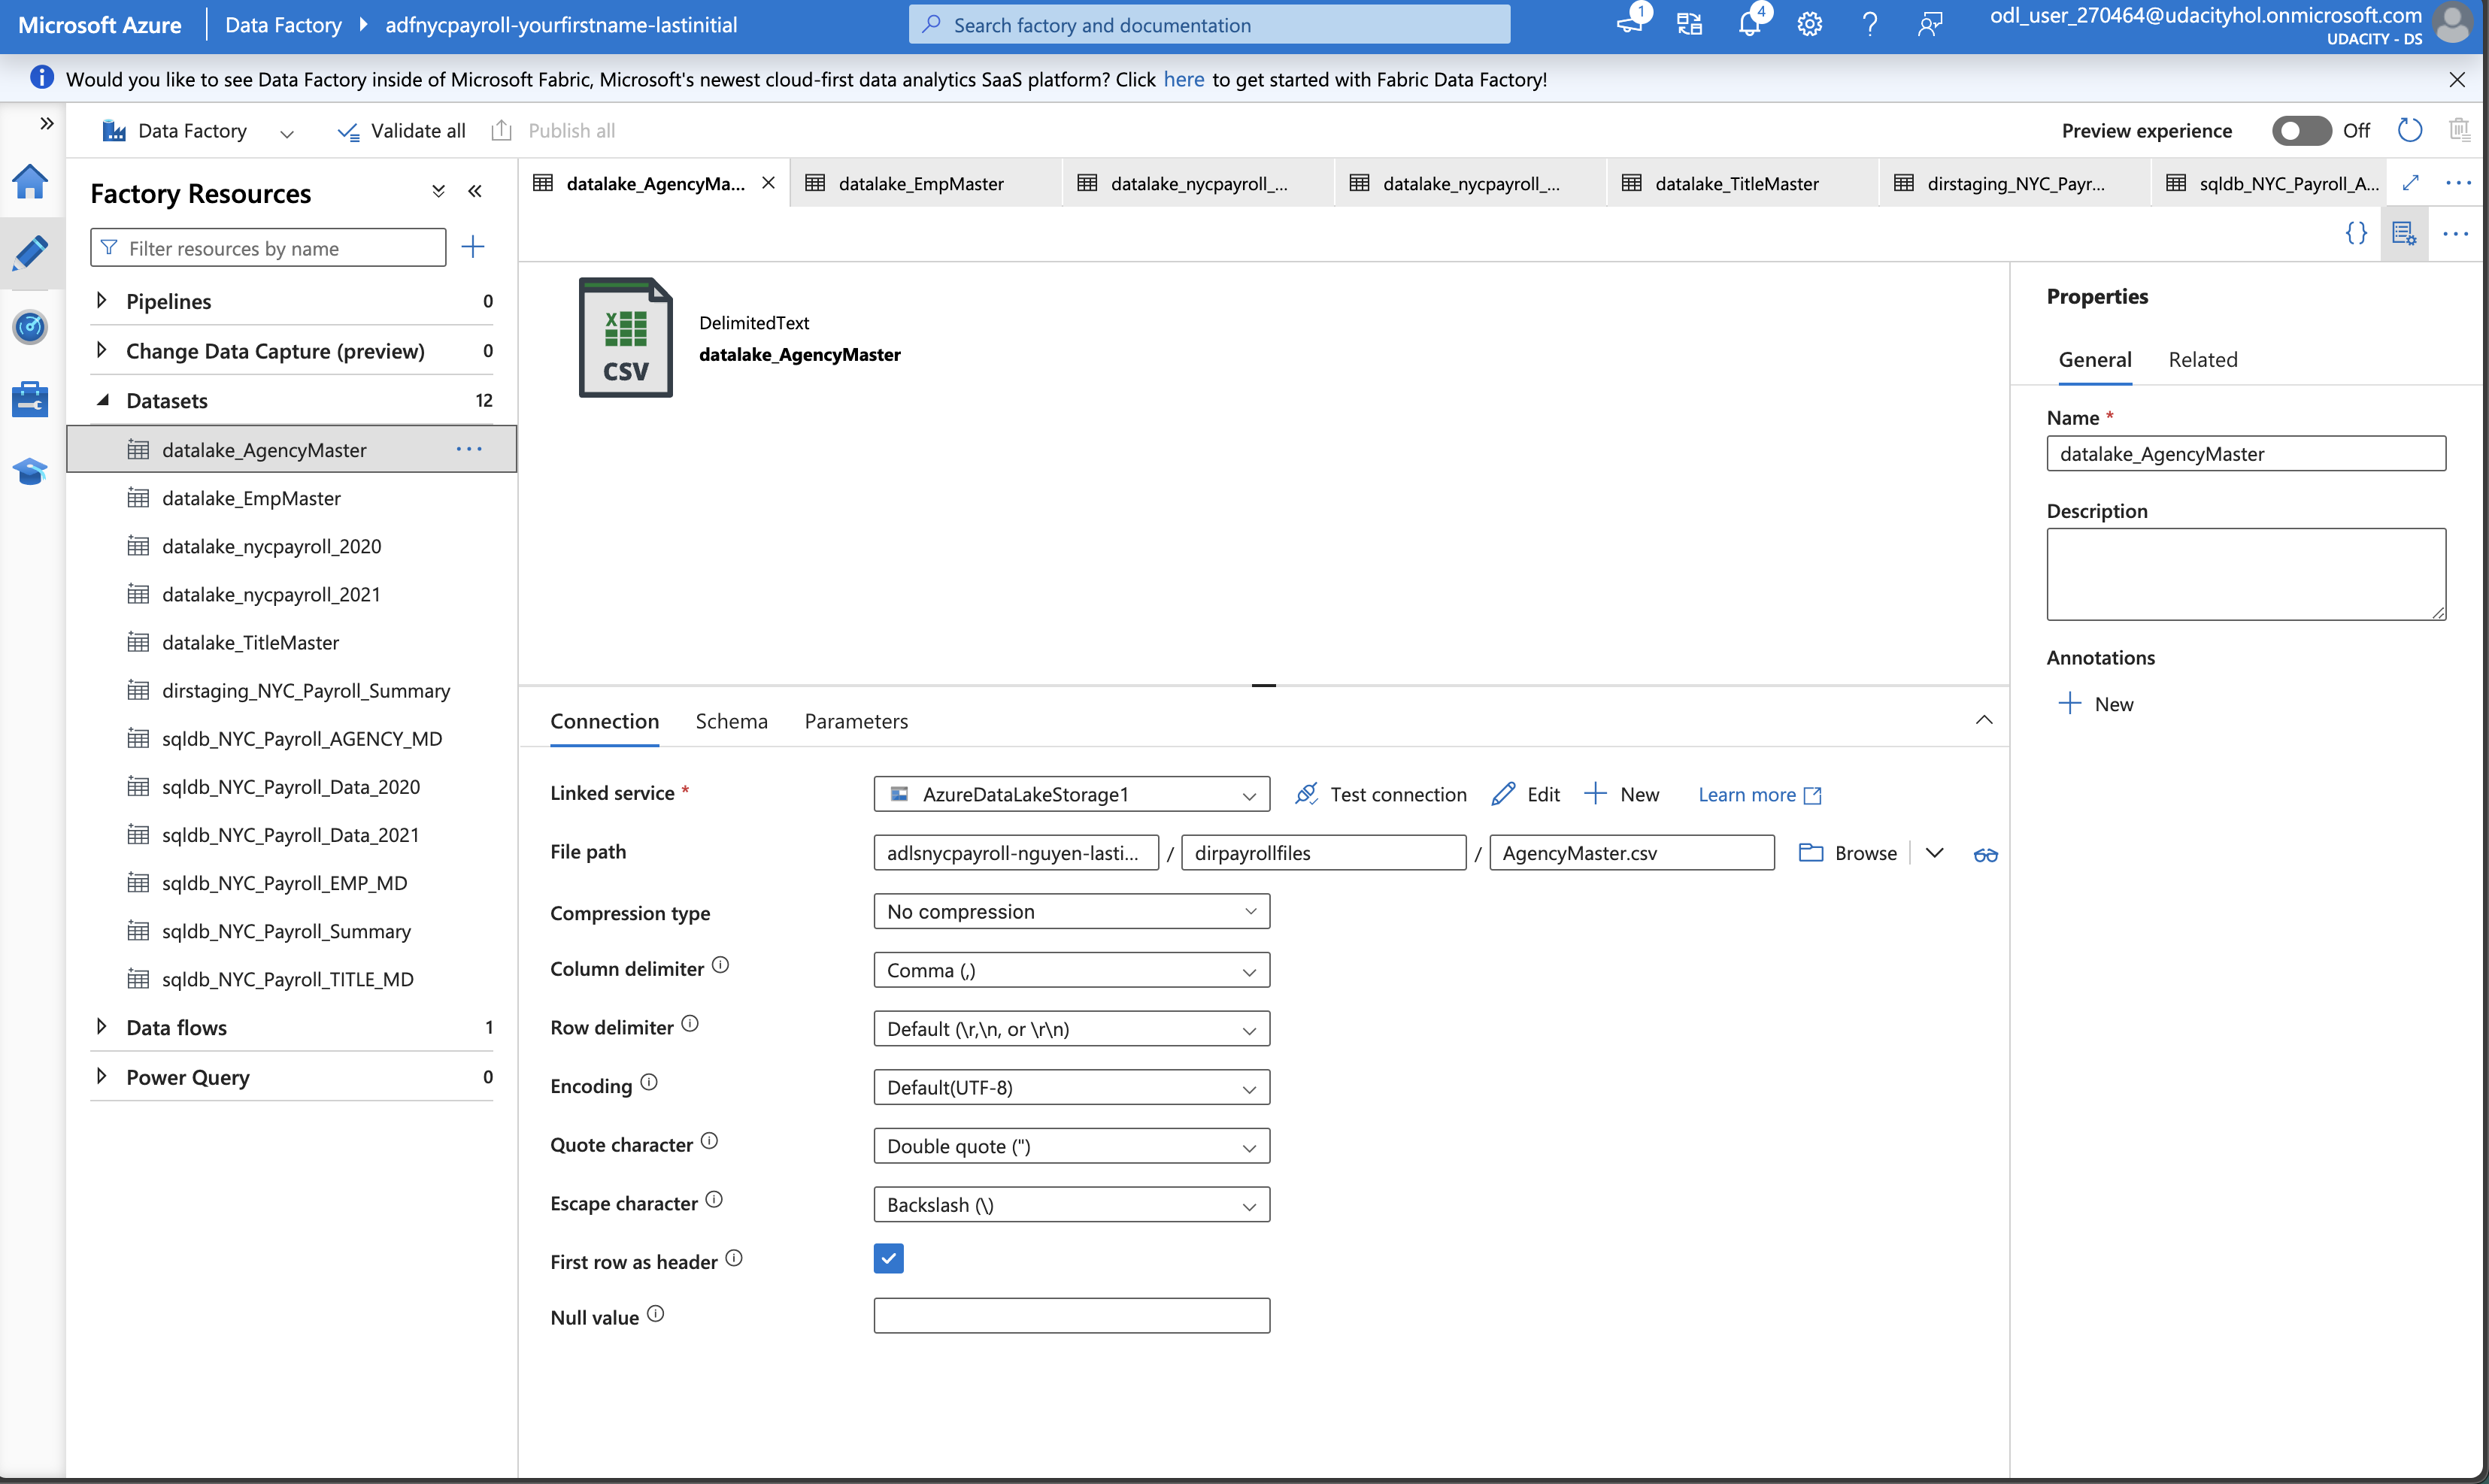 Microsoft Azure
Data Factory
adfnycpayroll-yourfirstname-lastinitial
Search factory and documentation
1
4
odl_user_270464@udacityhol.onmicrosoft.com
UDACITY - DS
Would you like to see Data Factory inside of Microsoft Fabric, Microsoft's newest cloud-first data analytics SaaS platform? Click here to get started with Fabric Data Factory!
Data Factory
Validate all
Publish all
Preview experience
Off
Factory Resources
Filter resources by name
Pipelines 0
Change Data Capture (preview) 0
Datasets 12
datalake_AgencyMaster
datalake_EmpMaster
datalake_nycpayroll_2020
datalake_nycpayroll_2021
datalake_TitleMaster
dirstaging_NYC_Payroll_Summary
sqldb_NYC_Payroll_AGENCY_MD
sqldb_NYC_Payroll_Data_2020
sqldb_NYC_Payroll_Data_2021
sqldb_NYC_Payroll_EMP_MD
sqldb_NYC_Payroll_Summary
sqldb_NYC_Payroll_TITLE_MD
Data flows 1
Power Query 0
datalake_AgencyMa...
datalake_EmpMaster
datalake_nycpayroll_...
datalake_nycpayroll_...
datalake_TitleMaster
dirstaging_NYC_Payr...
sqldb_NYC_Payroll_A...
X
CSV
DelimitedText
datalake_AgencyMaster
Connection
Schema
Parameters
Linked service *
AzureDataLakeStorage1
Test connection
Edit
New
Learn more
File path
adlsnycpayroll-nguyen-lasti... / dirpayrollfiles / AgencyMaster.csv
Browse
Compression type
No compression
Column delimiter
Comma (,)
Row delimiter
Default (\r,\n, or \r\n)
Encoding
Default(UTF-8)
Quote character
Double quote (")
Escape character
Backslash (\)
First row as header
Null value
Properties
General
Related
Name *
datalake_AgencyMaster
Description
Annotations
New